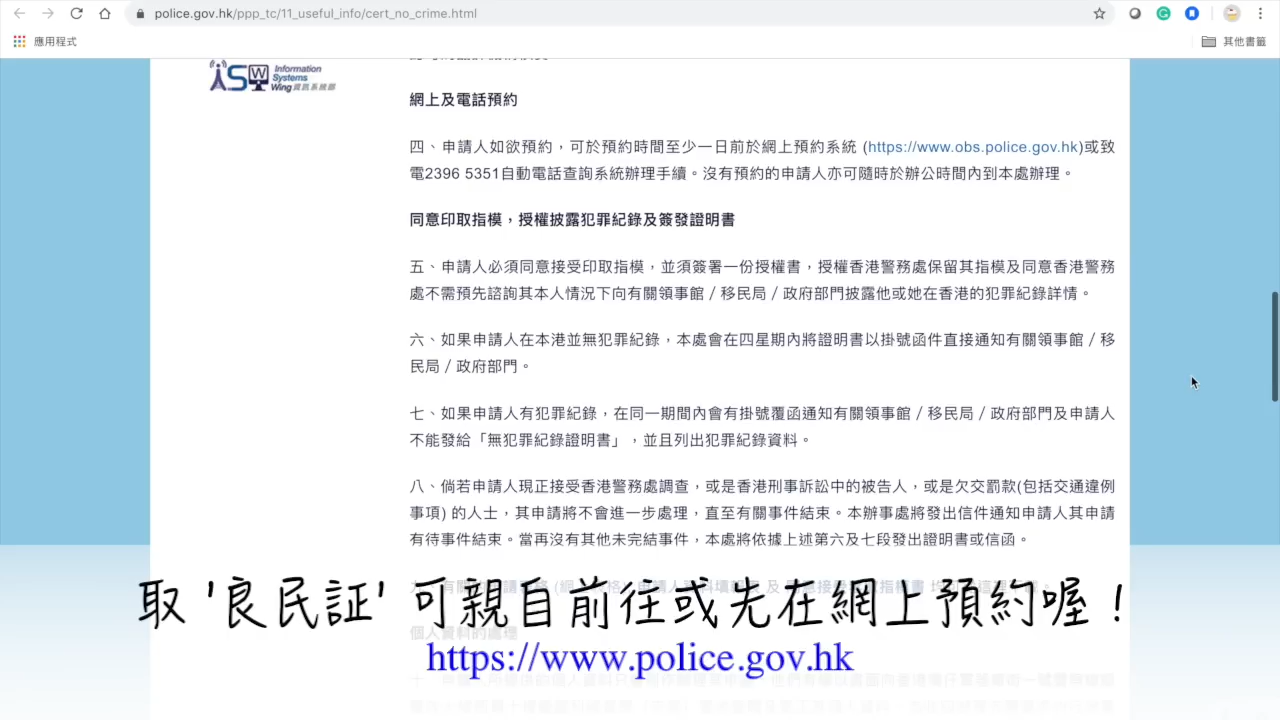 police.gov.hk/ppp_tc/11_useful_info/cert_no_crime.html
應用程式
其他書籤
iSW Information
Systems
Wing 資訊系統部
網上及電話預約
四、申請人如欲預約，可於預約時間至少一日前於網上預約系統 (https://www.obs.police.gov.hk)或致
電2396 5351自動電話查詢系統辦理手續。沒有預約的申請人亦可隨時於辦公時間內到本處辦理。
同意印取指模，授權披露犯罪紀錄及簽發證明書
五、申請人必須同意接受印取指模，並須簽署一份授權書，授權香港警務處保留其指模及同意香港警務
處不需預先諮詢其本人情況下向有關領事館 / 移民局 / 政府部門披露他或她在香港的犯罪紀錄詳情。
六、如果申請人在本港並無犯罪紀錄，本處會在四星期內將證明書以掛號函件直接通知有關領事館 / 移
民局 / 政府部門。
七、如果申請人有犯罪紀錄，在同一期間內會有掛號覆函通知有關領事館 / 移民局 / 政府部門及申請人
不能發給「無犯罪紀錄證明書」，並且列出犯罪紀錄資料。
八、倘若申請人現正接受香港警務處調查，或是香港刑事訴訟中的被告人，或是欠交罰款(包括交通違例
事項) 的人士，其申請將不會進一步處理，直至有關事件結束。本辦事處將發出信件通知申請人其申請
有待事件結束。當再沒有其他未完結事件，本處將依據上述第六及七段發出證明書或信函。
取 '良民証' 可親自前往或先在網上預約喔！
個人資料的處理
https://www.police.gov.hk